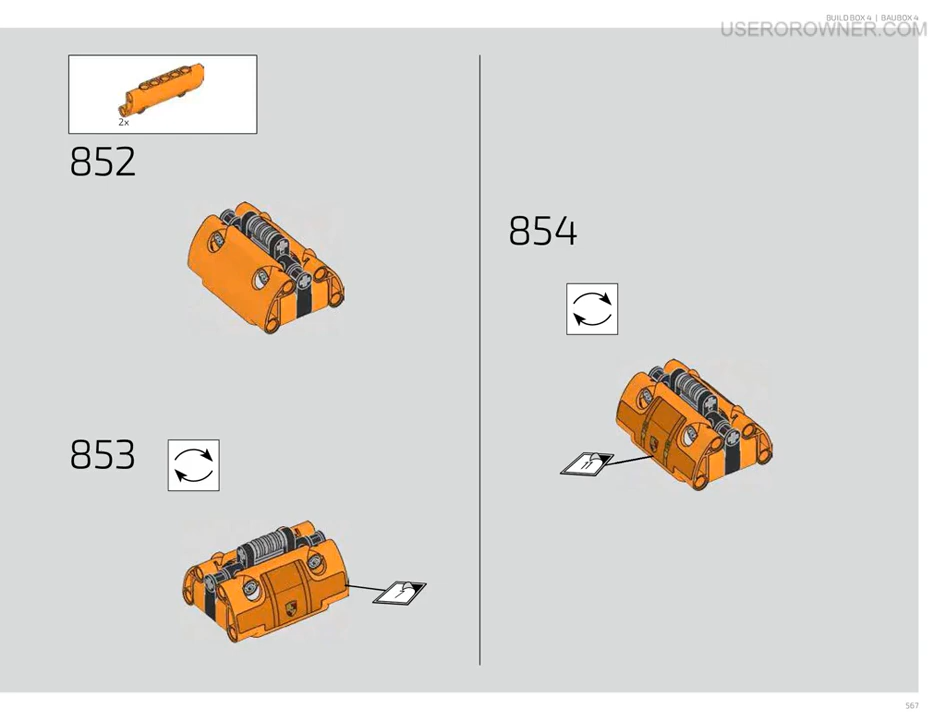 BUILD BOX 4 | BAUBOX 4
USEROROWNER.COM
2x
852
853
854
567